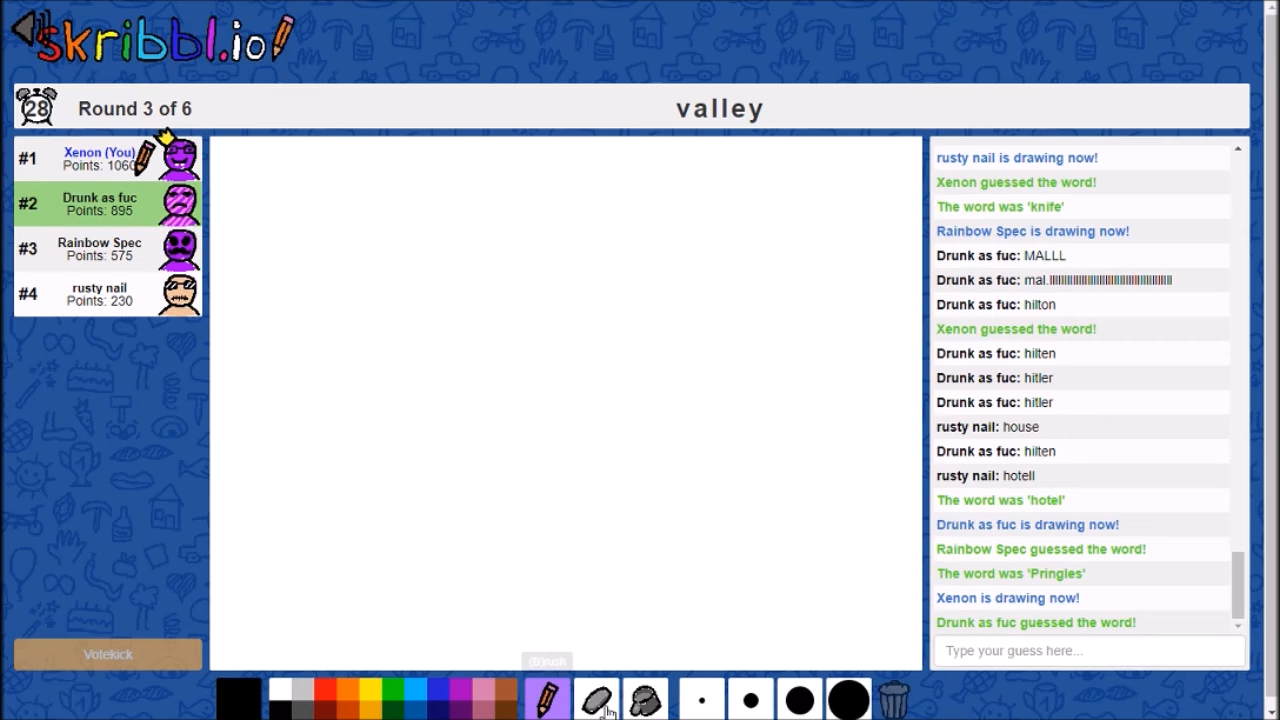 skribbl.io
28
Round 3 of 6
valley
#1
Xenon (You)
Points: 1060
#2
Drunk as fuc
Points: 895
#3
Rainbow Spec
Points: 575
#4
rusty nail
Points: 230
Votekick
rusty nail is drawing now!
Xenon guessed the word!
The word was 'knife'
Rainbow Spec is drawing now!
Drunk as fuc: MALLL
Drunk as fuc: hilton
Xenon guessed the word!
Drunk as fuc: hilten
Drunk as fuc: hitler
Drunk as fuc: hitler
rusty nail: house
Drunk as fuc: hilten
rusty nail: hotell
The word was 'hotel'
Drunk as fuc is drawing now!
Rainbow Spec guessed the word!
The word was 'Pringles'
Xenon is drawing now!
Drunk as fuc guessed the word!
Type your guess here...
(B)rush